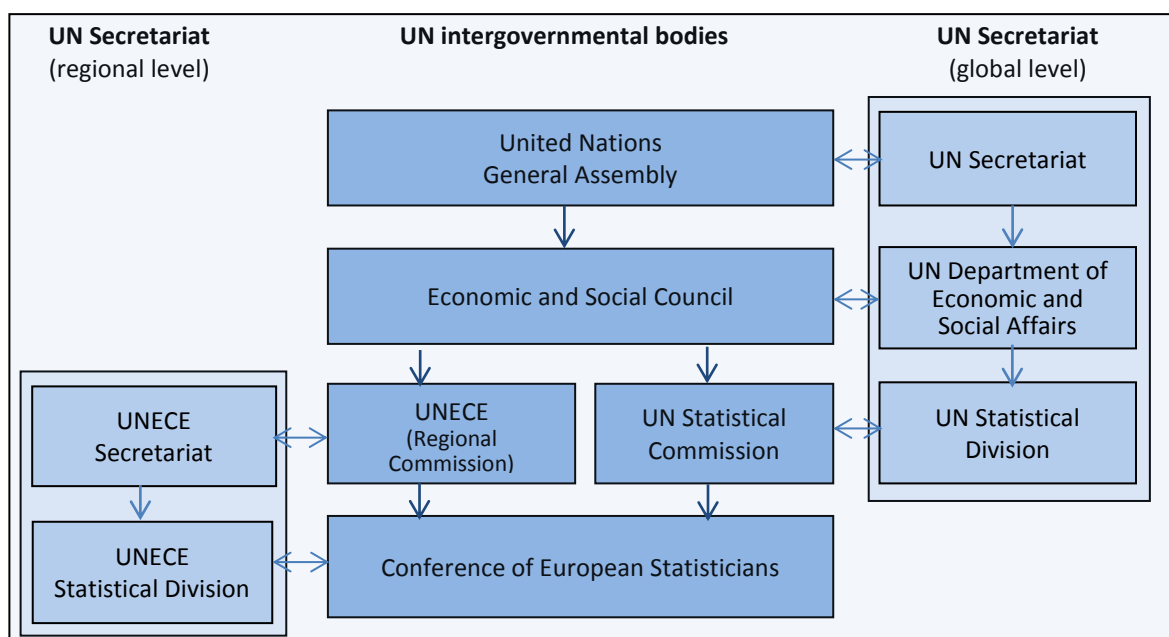 UN Secretariat
(regional level)
UN intergovernmental bodies
UN Secretariat
(global level)
United Nations
General Assembly
UN Secretariat
Economic and Social Council
UN Department of
Economic and
Social Affairs
UNECE
Secretariat
UNECE
(Regional
Commission)
UN Statistical
Commission
UN Statistical
Division
UNECE
Statistical Division
Conference of European Statisticians